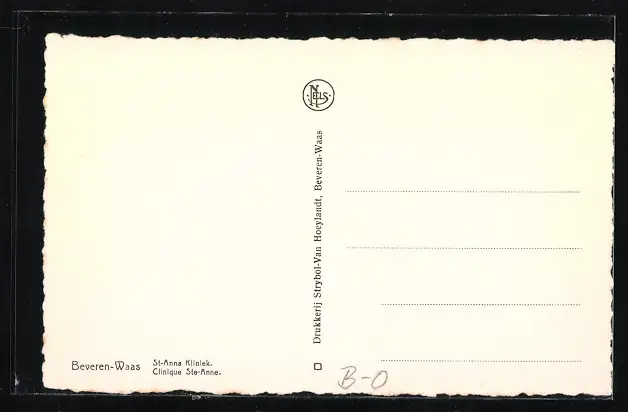 NELS
Drukkerij Strybol-Van Hoeylandt, Beveren-Waas
Beveren-Waas
St-Anna Kliniek.
Clinique Ste-Anne.
B-O